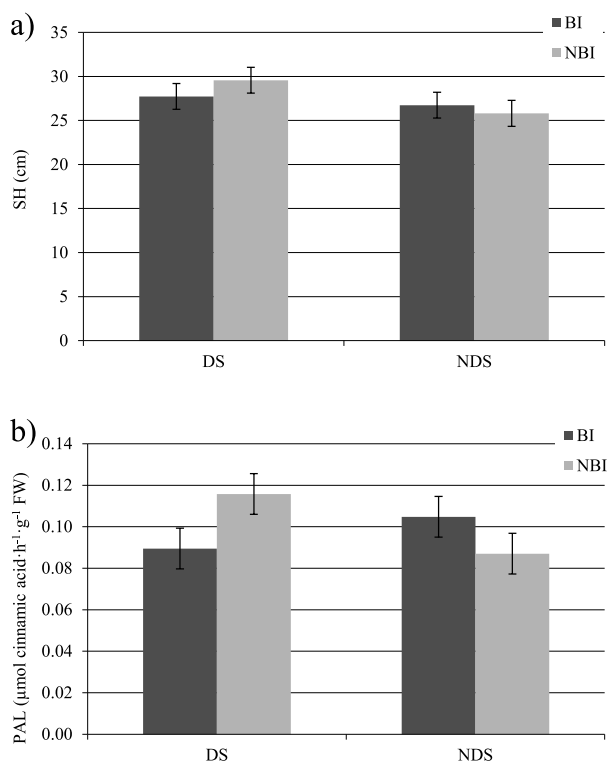 a)
BI
NBI
SH (cm)
35
30
25
20
15
10
5
0
DS
NDS
b)
BI
NBI
PAL (µmol cinnamic acid·h⁻¹·g⁻¹ FW)
0.14
0.12
0.10
0.08
0.06
0.04
0.02
0.00
DS
NDS